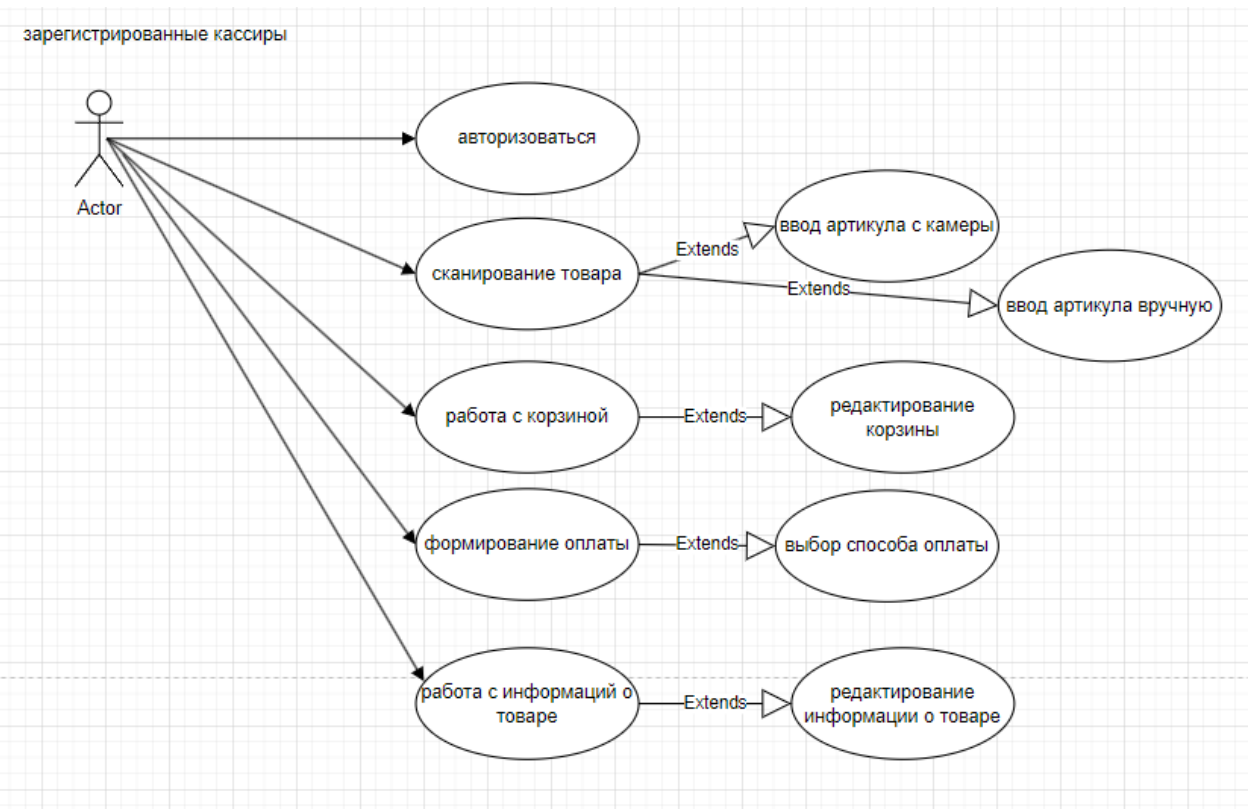 зарегистрированные кассиры
Actor
авторизоваться
сканирование товара
Extends
ввод артикула с камеры
Extends
ввод артикула вручную
работа с корзиной
Extends
редактирование
корзины
формирование оплаты
Extends
выбор способа оплаты
работа с информаций о
товаре
Extends
редактирование
информации о товаре